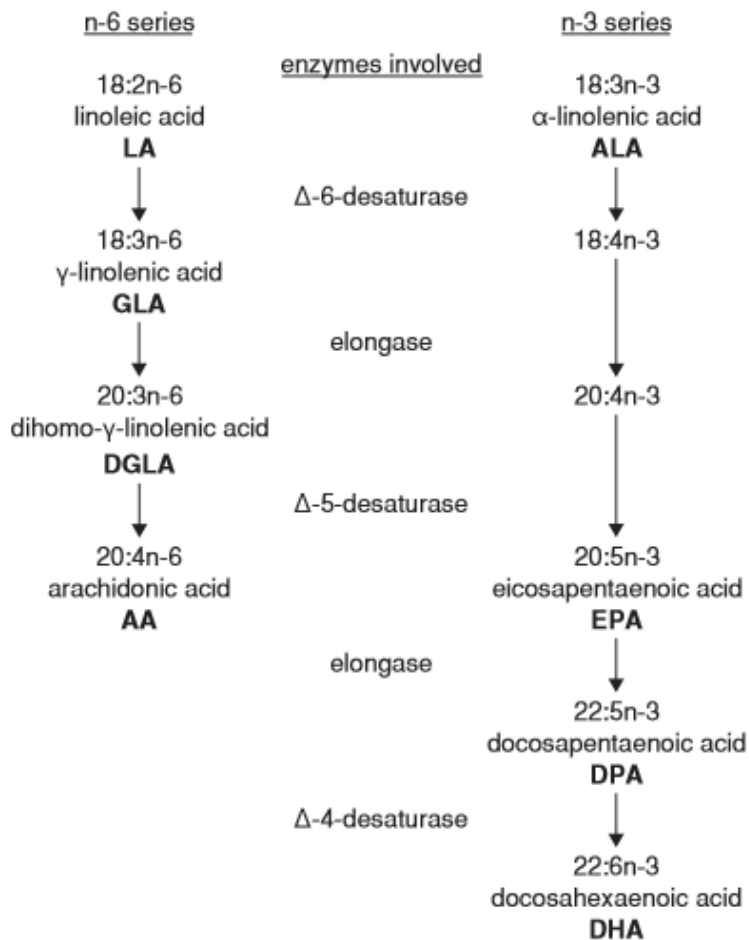 n-6 series
n-3 series
enzymes involved
18:2n-6
linoleic acid
LA
18:3n-3
α-linolenic acid
ALA
Δ-6-desaturase
18:3n-6
γ-linolenic acid
GLA
18:4n-3
elongase
20:3n-6
dihomo-γ-linolenic acid
DGLA
20:4n-3
Δ-5-desaturase
20:4n-6
arachidonic acid
AA
20:5n-3
eicosapentaenoic acid
EPA
elongase
22:5n-3
docosapentaenoic acid
DPA
Δ-4-desaturase
22:6n-3
docosahexaenoic acid
DHA